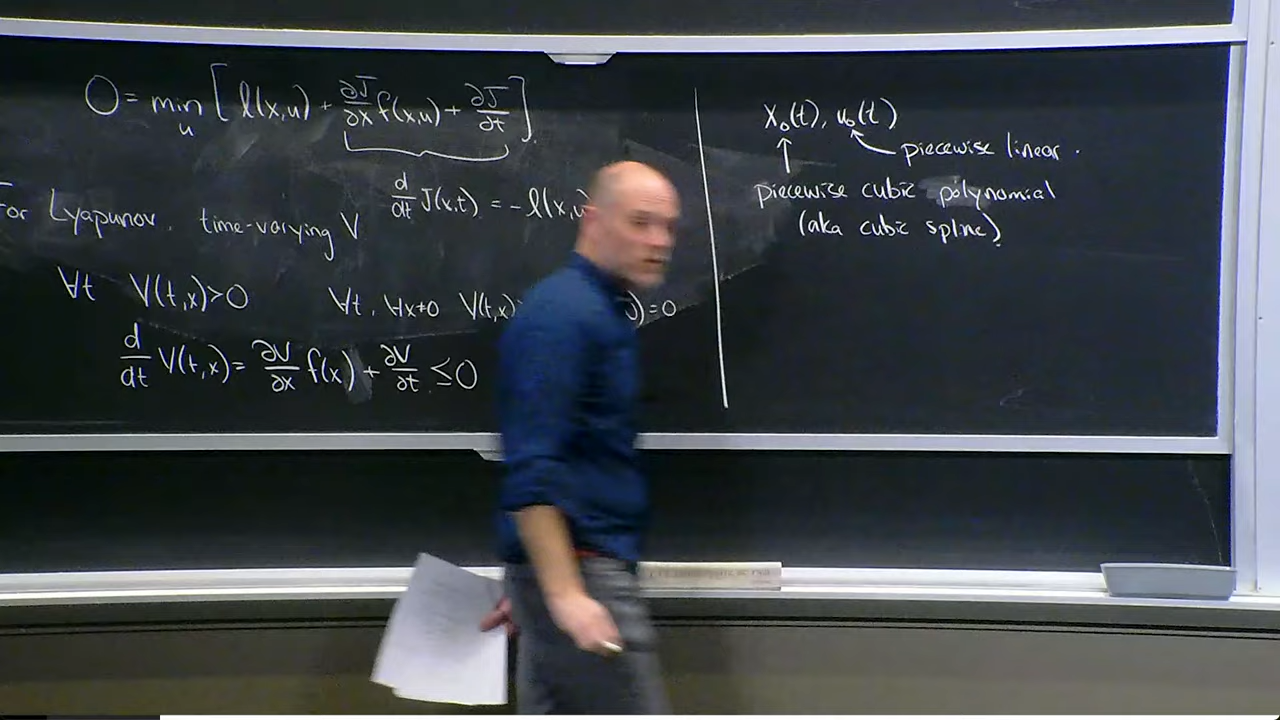 0 = min_u [ l(x,u) + ∂J/∂x f(x,u) + ∂J/∂t ].
d/dt J(x,t) = -l(x,u
For Lyapunov. time-varying V
∀t V(t,x)>0 ∀t, ∀x≠0 V(t,x) )=0
d/dt V(t,x) = ∂V/∂x f(x) + ∂V/∂t ≤0
x₀(t), u₀(t)
piecewise linear.
piecewise cubic polynomial
(aka cubic spline)